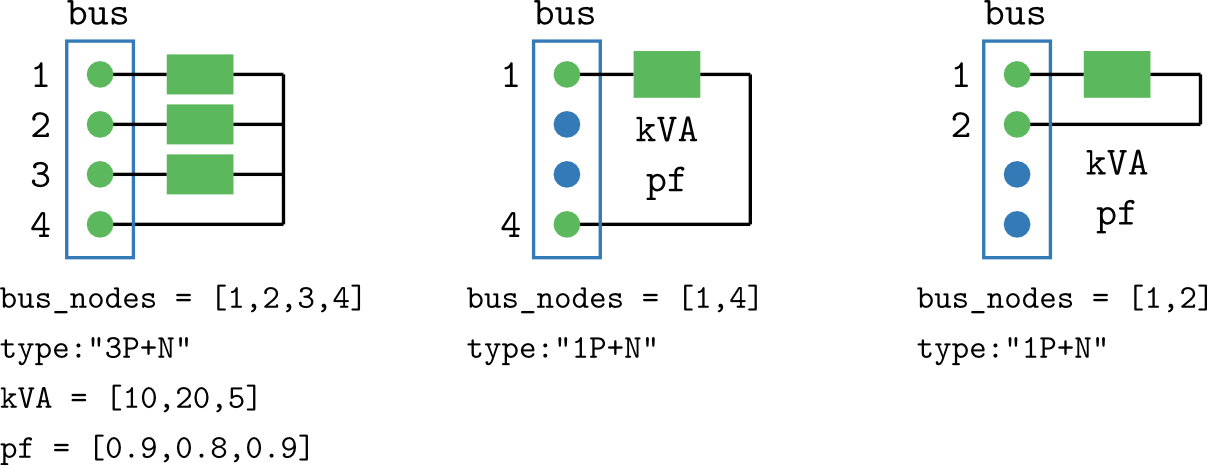 bus
1
2
3
4
bus_nodes = [1,2,3,4]
type:"3P+N"
kVA = [10,20,5]
pf = [0.9,0.8,0.9]
bus
1
4
kVA
pf
bus_nodes = [1,4]
type:"1P+N"
bus
1
2
kVA
pf
bus_nodes = [1,2]
type:"1P+N"